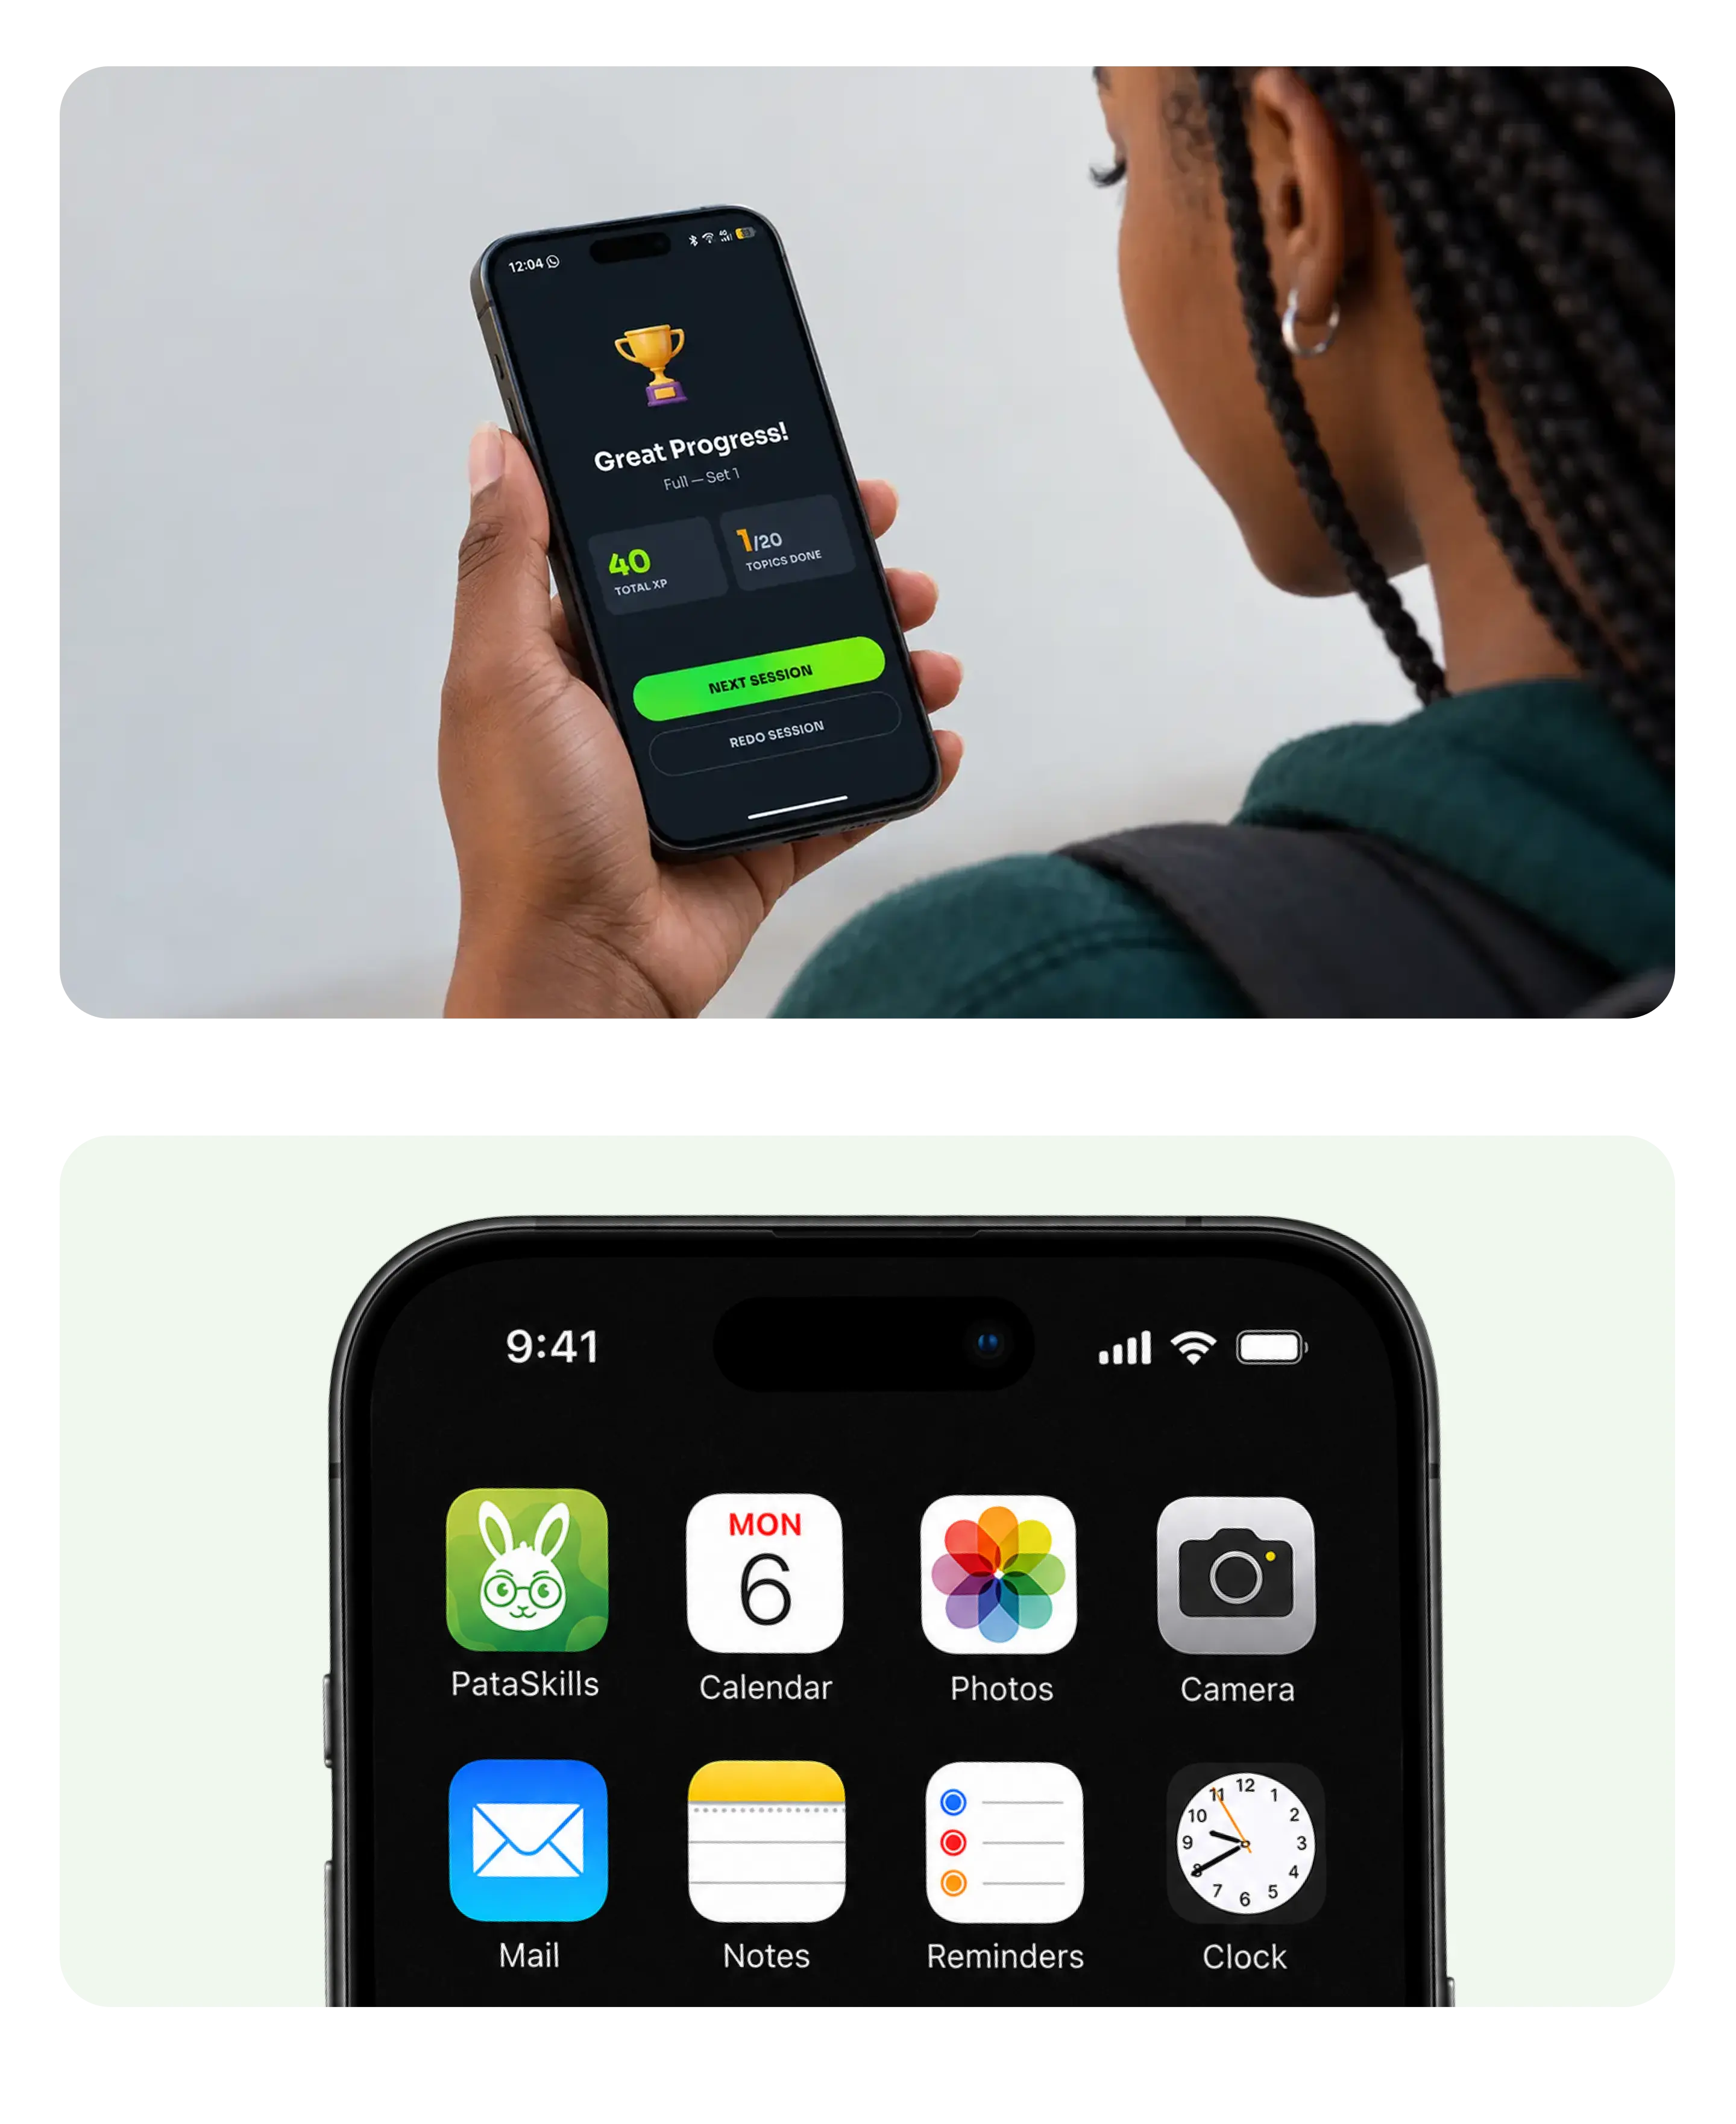 12:04
Great Progress!
Full — Set 1
40
TOTAL XP
1/20
TOPICS DONE
NEXT SESSION
REDO SESSION
9:41
PataSkills
MON
6
Calendar
Photos
Camera
Mail
Notes
Reminders
12
1
2
3
4
5
6
7
8
9
10
11
Clock